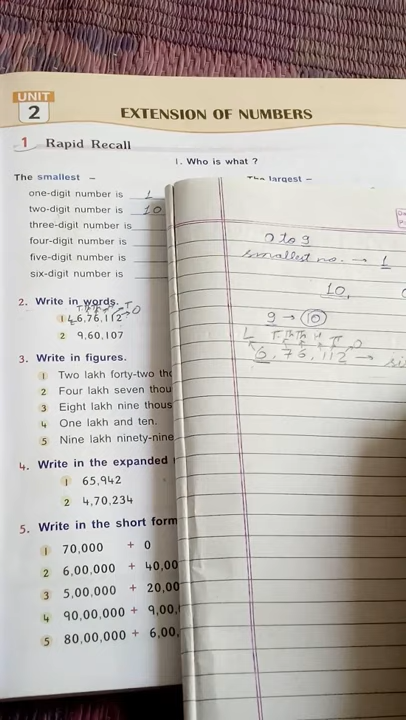 UNIT
2
EXTENSION OF NUMBERS
1 Rapid Recall
1. Who is what ?
The smallest –
The largest –
one-digit number is 1
two-digit number is 10
three-digit number is
four-digit number is
five-digit number is
six-digit number is
2. Write in words.
1 6,76,112
2 9,60,107
3. Write in figures.
1 Two lakh forty-two tho
2 Four lakh seven thou
3 Eight lakh nine thous
4 One lakh and ten.
5 Nine lakh ninety-nine
4. Write in the expanded
1 65,942
2 4,70,234
5. Write in the short form
1 70,000 + 0
2 6,00,000 + 40,00
3 5,00,000 + 20,00
4 90,00,000 + 9,00,
5 80,00,000 + 6,00,
0 to 9
smallest no. → 1
10,
9 → 10
L T.Th Th H T O
6,76,112 → si